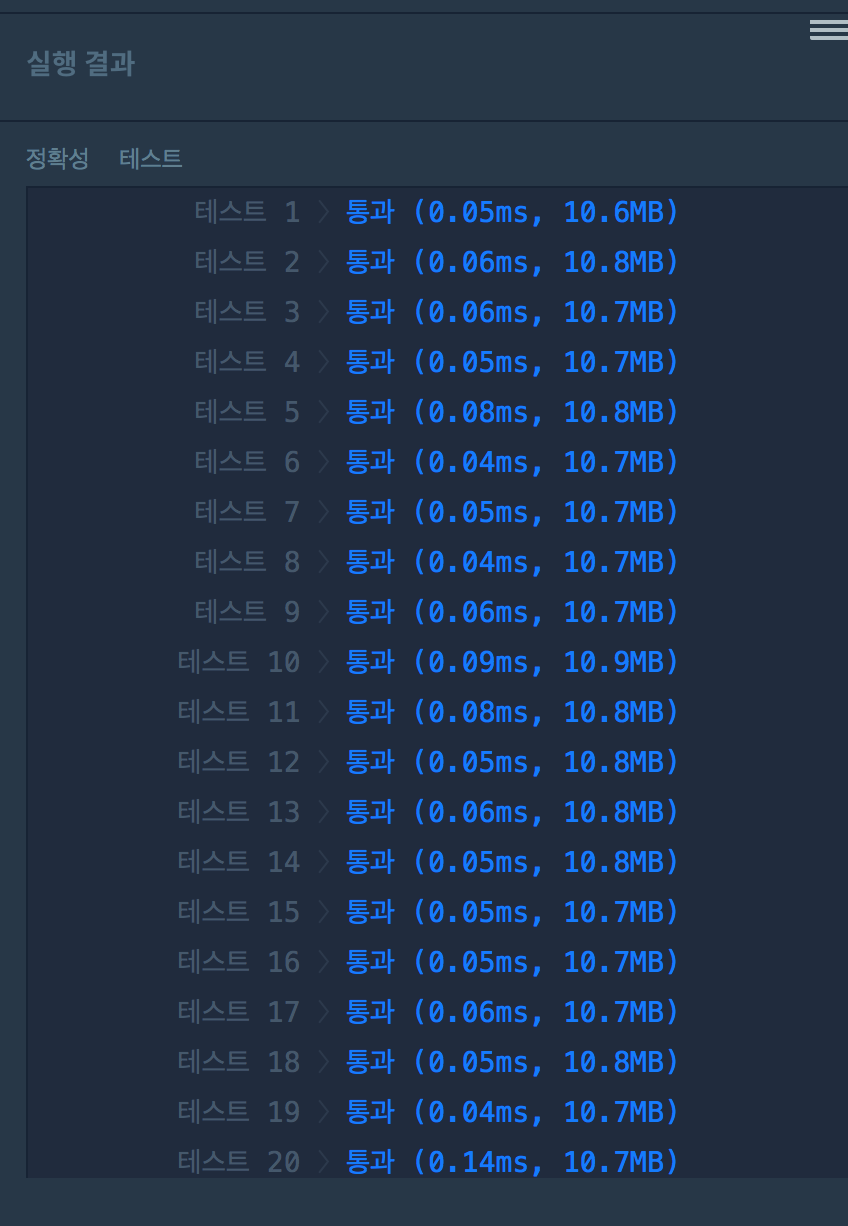 실행 결과
정확성 테스트
테스트 1 〉 통과 (0.05ms, 10.6MB)
테스트 2 〉 통과 (0.06ms, 10.8MB)
테스트 3 〉 통과 (0.06ms, 10.7MB)
테스트 4 〉 통과 (0.05ms, 10.7MB)
테스트 5 〉 통과 (0.08ms, 10.8MB)
테스트 6 〉 통과 (0.04ms, 10.7MB)
테스트 7 〉 통과 (0.05ms, 10.7MB)
테스트 8 〉 통과 (0.04ms, 10.7MB)
테스트 9 〉 통과 (0.06ms, 10.7MB)
테스트 10 〉 통과 (0.09ms, 10.9MB)
테스트 11 〉 통과 (0.08ms, 10.8MB)
테스트 12 〉 통과 (0.05ms, 10.8MB)
테스트 13 〉 통과 (0.06ms, 10.8MB)
테스트 14 〉 통과 (0.05ms, 10.8MB)
테스트 15 〉 통과 (0.05ms, 10.7MB)
테스트 16 〉 통과 (0.05ms, 10.7MB)
테스트 17 〉 통과 (0.06ms, 10.7MB)
테스트 18 〉 통과 (0.05ms, 10.8MB)
테스트 19 〉 통과 (0.04ms, 10.7MB)
테스트 20 〉 통과 (0.14ms, 10.7MB)